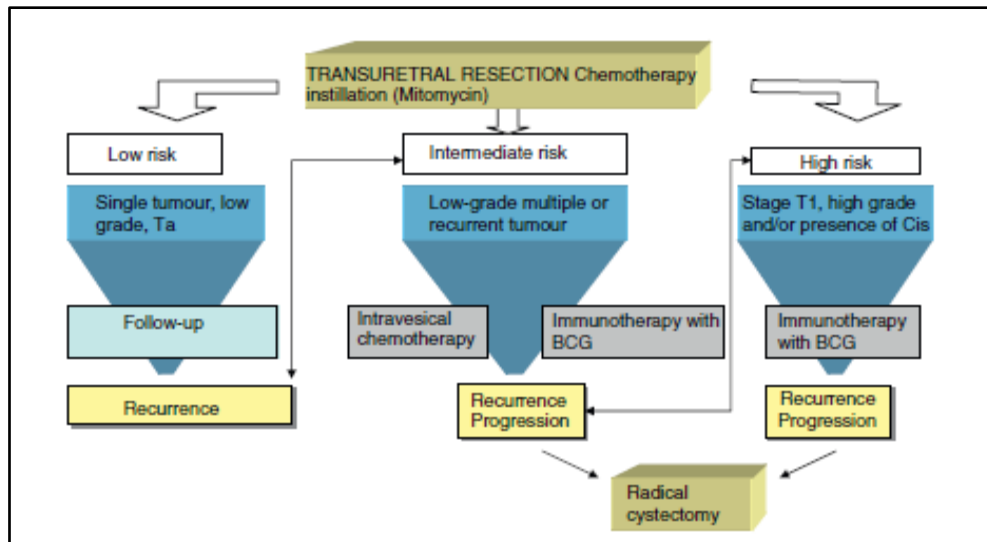 TRANSURETRAL RESECTION Chemotherapy
instillation (Mitomycin)
Low risk
Intermediate risk
High risk
Single tumour, low
grade, Ta
Low-grade multiple or
recurrent tumour
Stage T1, high grade
and/or presence of Cis
Follow-up
Intravesical
chemotherapy
Immunotherapy with
BCG
Immunotherapy
with BCG
Recurrence
Recurrence
Progression
Recurrence
Progression
Radical
cystectomy